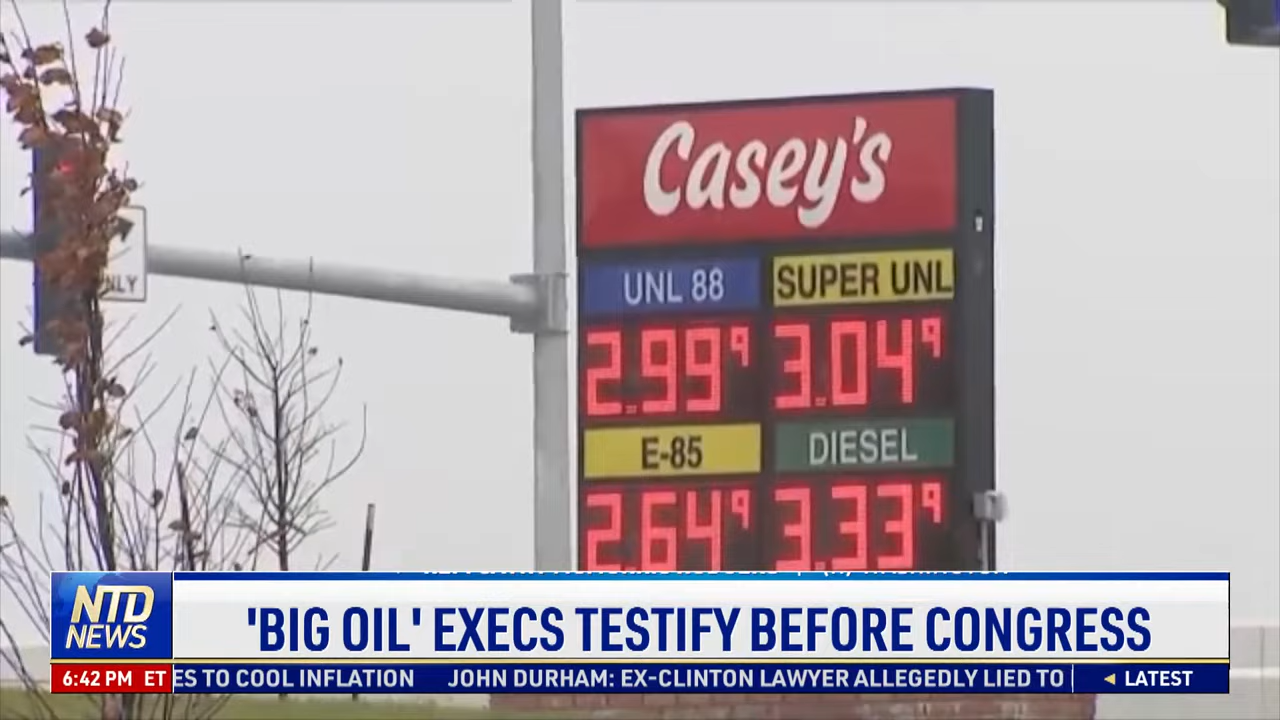 Casey's
UNL 88 SUPER UNL
2.99⁹ 3.04⁹
E-85 DIESEL
2.64⁹ 3.33⁹
NTD
NEWS
'BIG OIL' EXECS TESTIFY BEFORE CONGRESS
6:42 PM ET
ES TO COOL INFLATION JOHN DURHAM: EX-CLINTON LAWYER ALLEGEDLY LIED TO
◄ LATEST